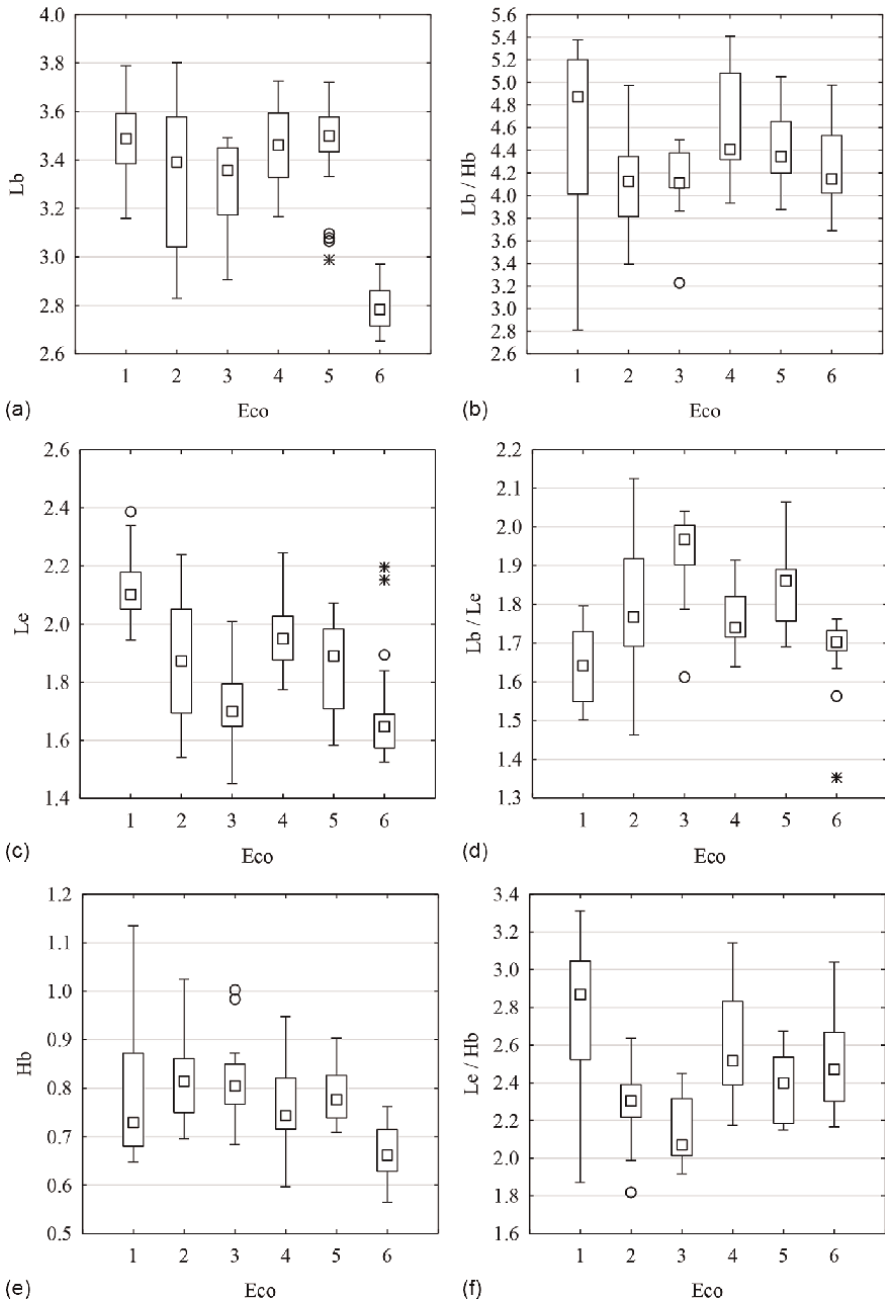 4.0
3.8
3.6
3.4
3.2
3.0
2.8
2.6
Lb
1 2 3 4 5 6
Eco
(a)
5.6
5.4
5.2
5.0
4.8
4.6
4.4
4.2
4.0
3.8
3.6
3.4
3.2
3.0
2.8
2.6
Lb / Hb
1 2 3 4 5 6
Eco
(b)
2.6
2.4
2.2
2.0
1.8
1.6
1.4
Le
1 2 3 4 5 6
Eco
(c)
2.2
2.1
2.0
1.9
1.8
1.7
1.6
1.5
1.4
1.3
Lb / Le
1 2 3 4 5 6
Eco
(d)
1.2
1.1
1.0
0.9
0.8
0.7
0.6
0.5
Hb
1 2 3 4 5 6
Eco
(e)
3.4
3.2
3.0
2.8
2.6
2.4
2.2
2.0
1.8
1.6
Le / Hb
1 2 3 4 5 6
Eco
(f)